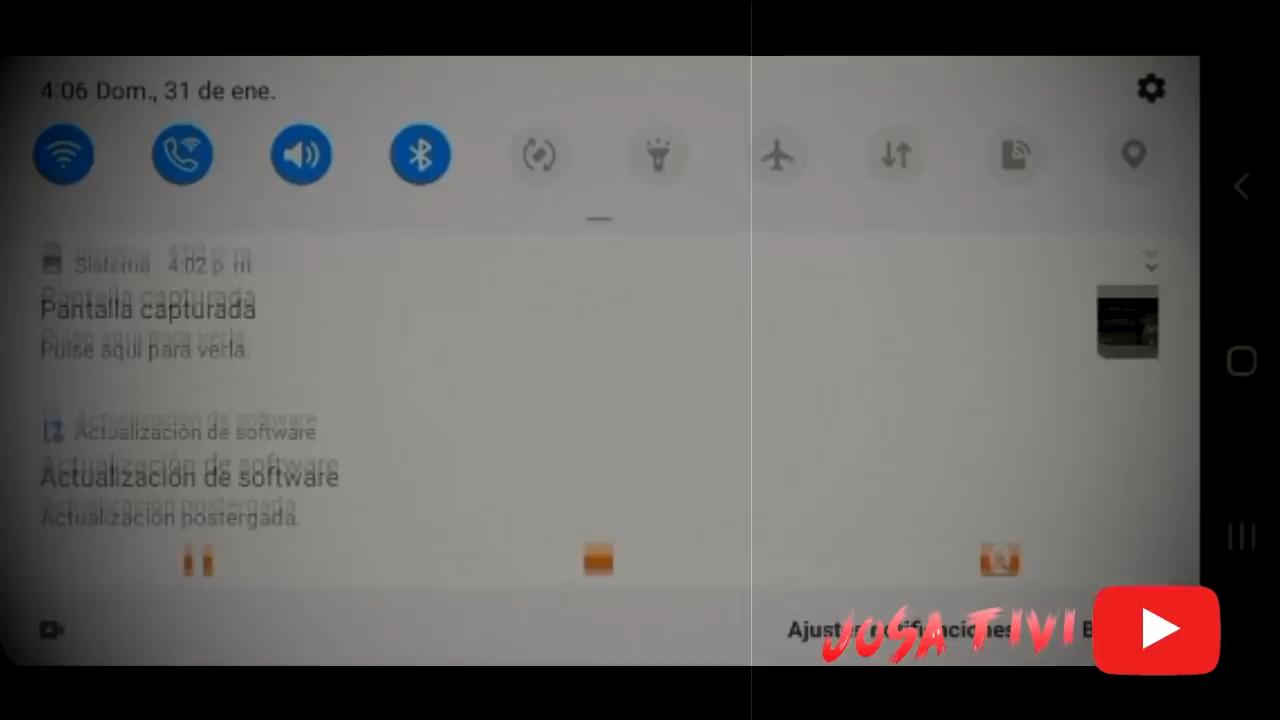 4:06 Dom., 31 de ene.
Sistema 4:02 p. m
Pantalla capturada
Pulse aquí para verla.
Actualización de software
Actualización de software
Actualización postergada.
JOSA TIVI